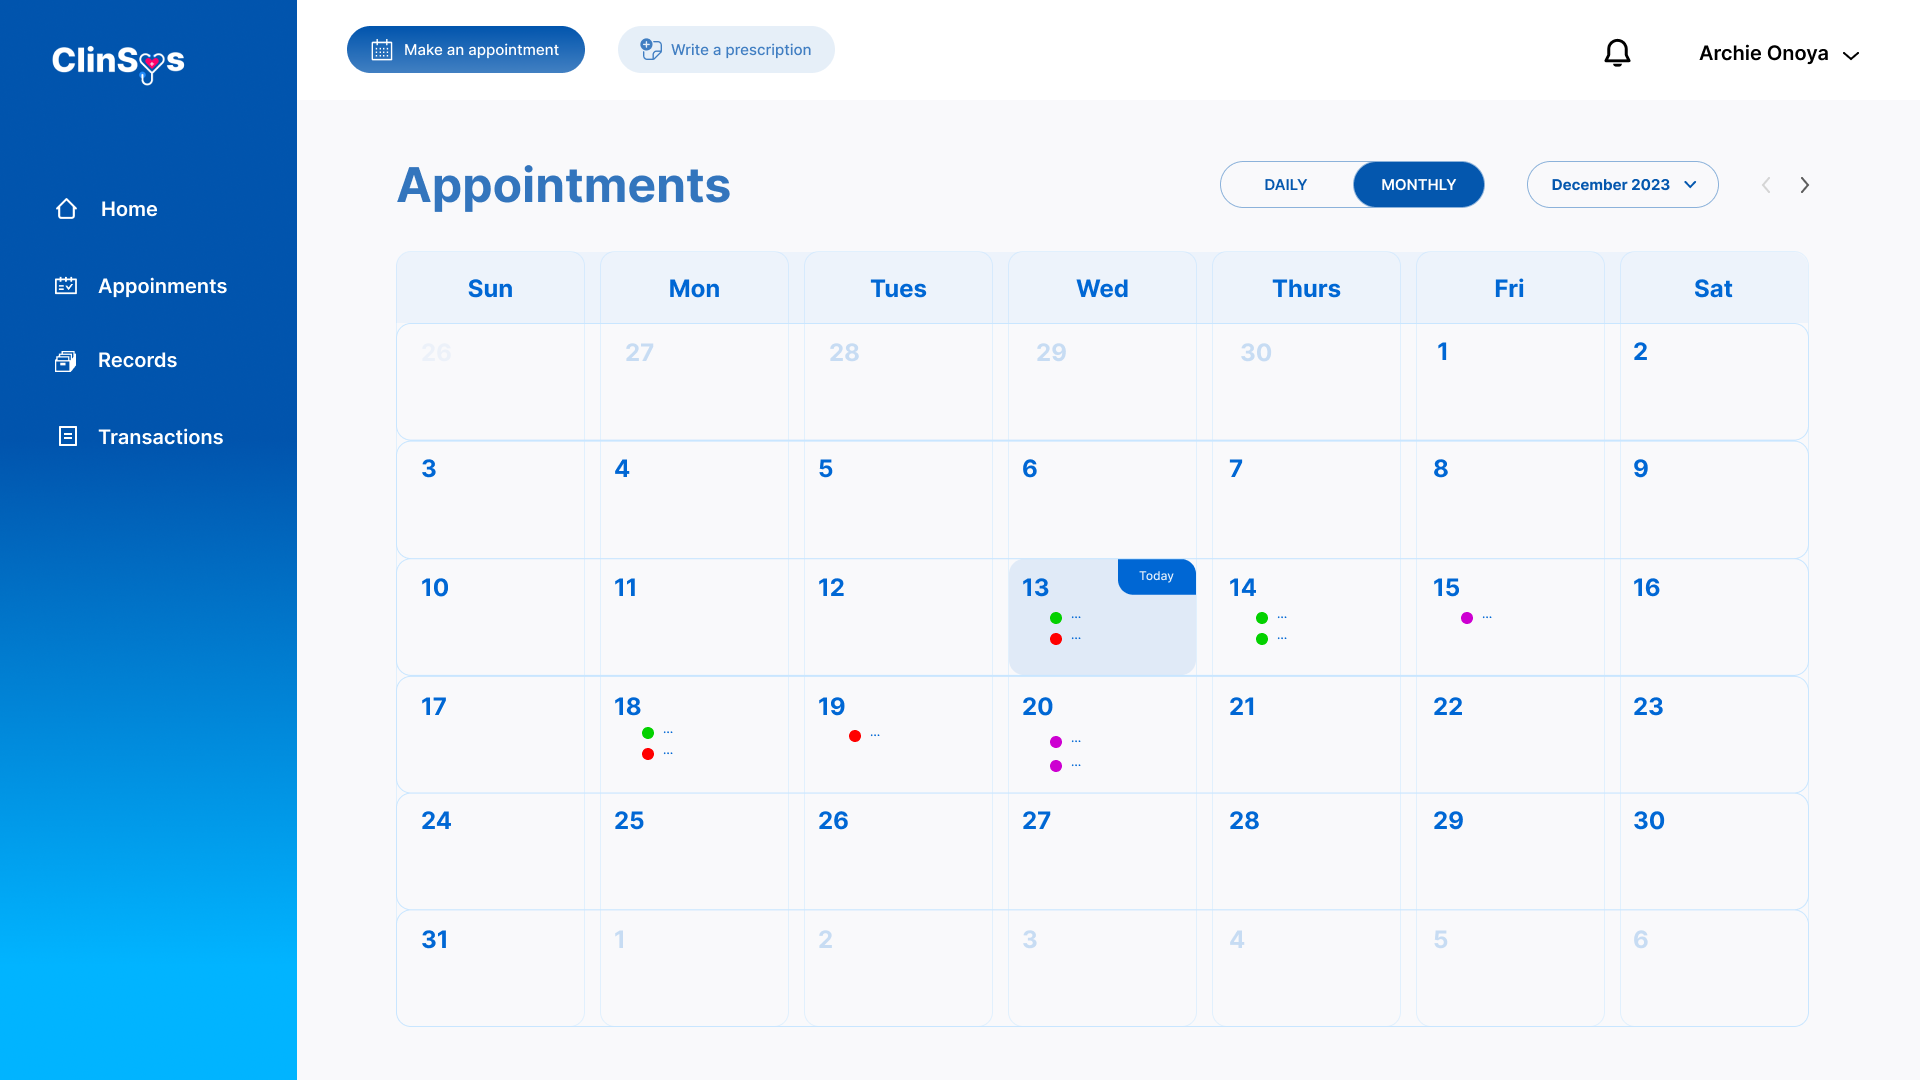 ClinSys
Make an appointment
Write a prescription
Archie Onoya
Home
Appoinments
Records
Transactions
Appointments
DAILY
MONTHLY
December 2023
Sun Mon Tues Wed Thurs Fri Sat
26 27 28 29 30 1 2
3 4 5 6 7 8 9
10 11 12 13 Today 14 15 16
... ... ...
... ...
17 18 19 20 21 22 23
... ... ...
... ...
24 25 26 27 28 29 30
31 1 2 3 4 5 6